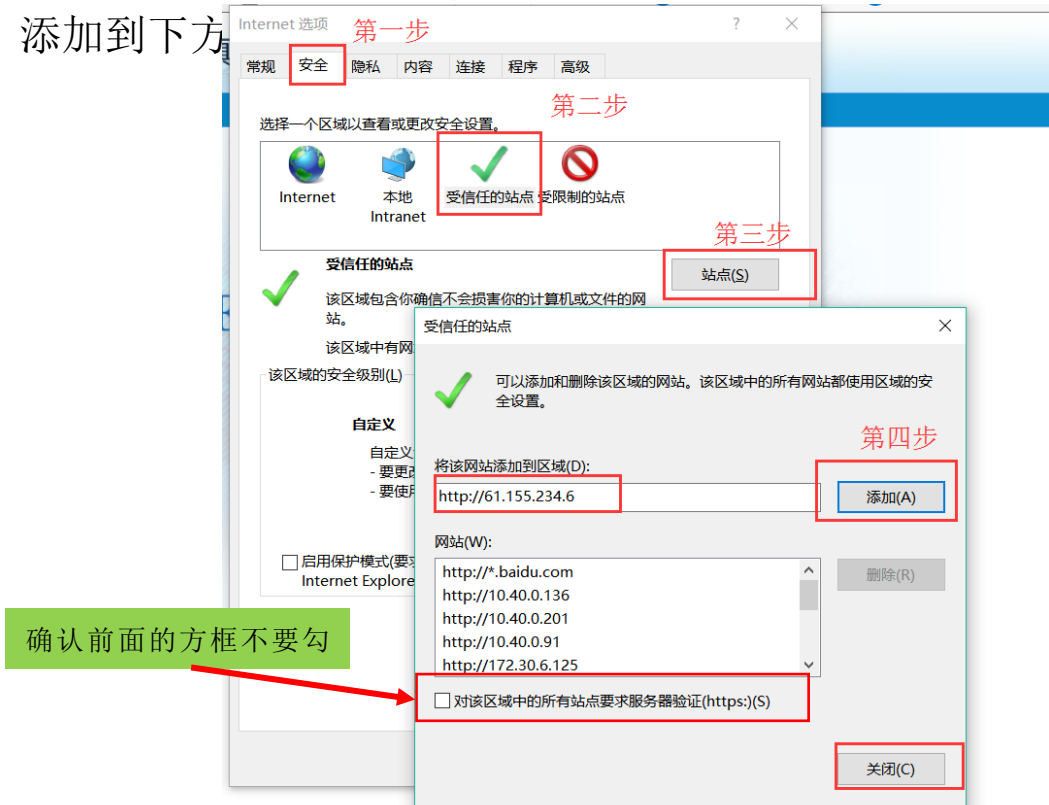 添加到下方
Internet 选项
第一步
常规 安全 隐私 内容 连接 程序 高级
第二步
选择一个区域以查看或更改安全设置。
Internet
本地
Intranet
受信任的站点
受限制的站点
第三步
受信任的站点
站点(S)
该区域包含你确信不会损害你的计算机或文件的网
站。
该区域中有网
该区域的安全级别(L)
自定义
自定义
- 要更改
- 要使用
启用保护模式(要求
Internet Explore
受信任的站点
可以添加和删除该区域的网站。该区域中的所有网站都使用区域的安
全设置。
第四步
将该网站添加到区域(D):
http://61.155.234.6
添加(A)
网站(W):
http://*.baidu.com
http://10.40.0.136
http://10.40.0.201
http://10.40.0.91
http://172.30.6.125
删除(R)
确认前面的方框不要勾
对该区域中的所有站点要求服务器验证(https:)(S)
关闭(C)